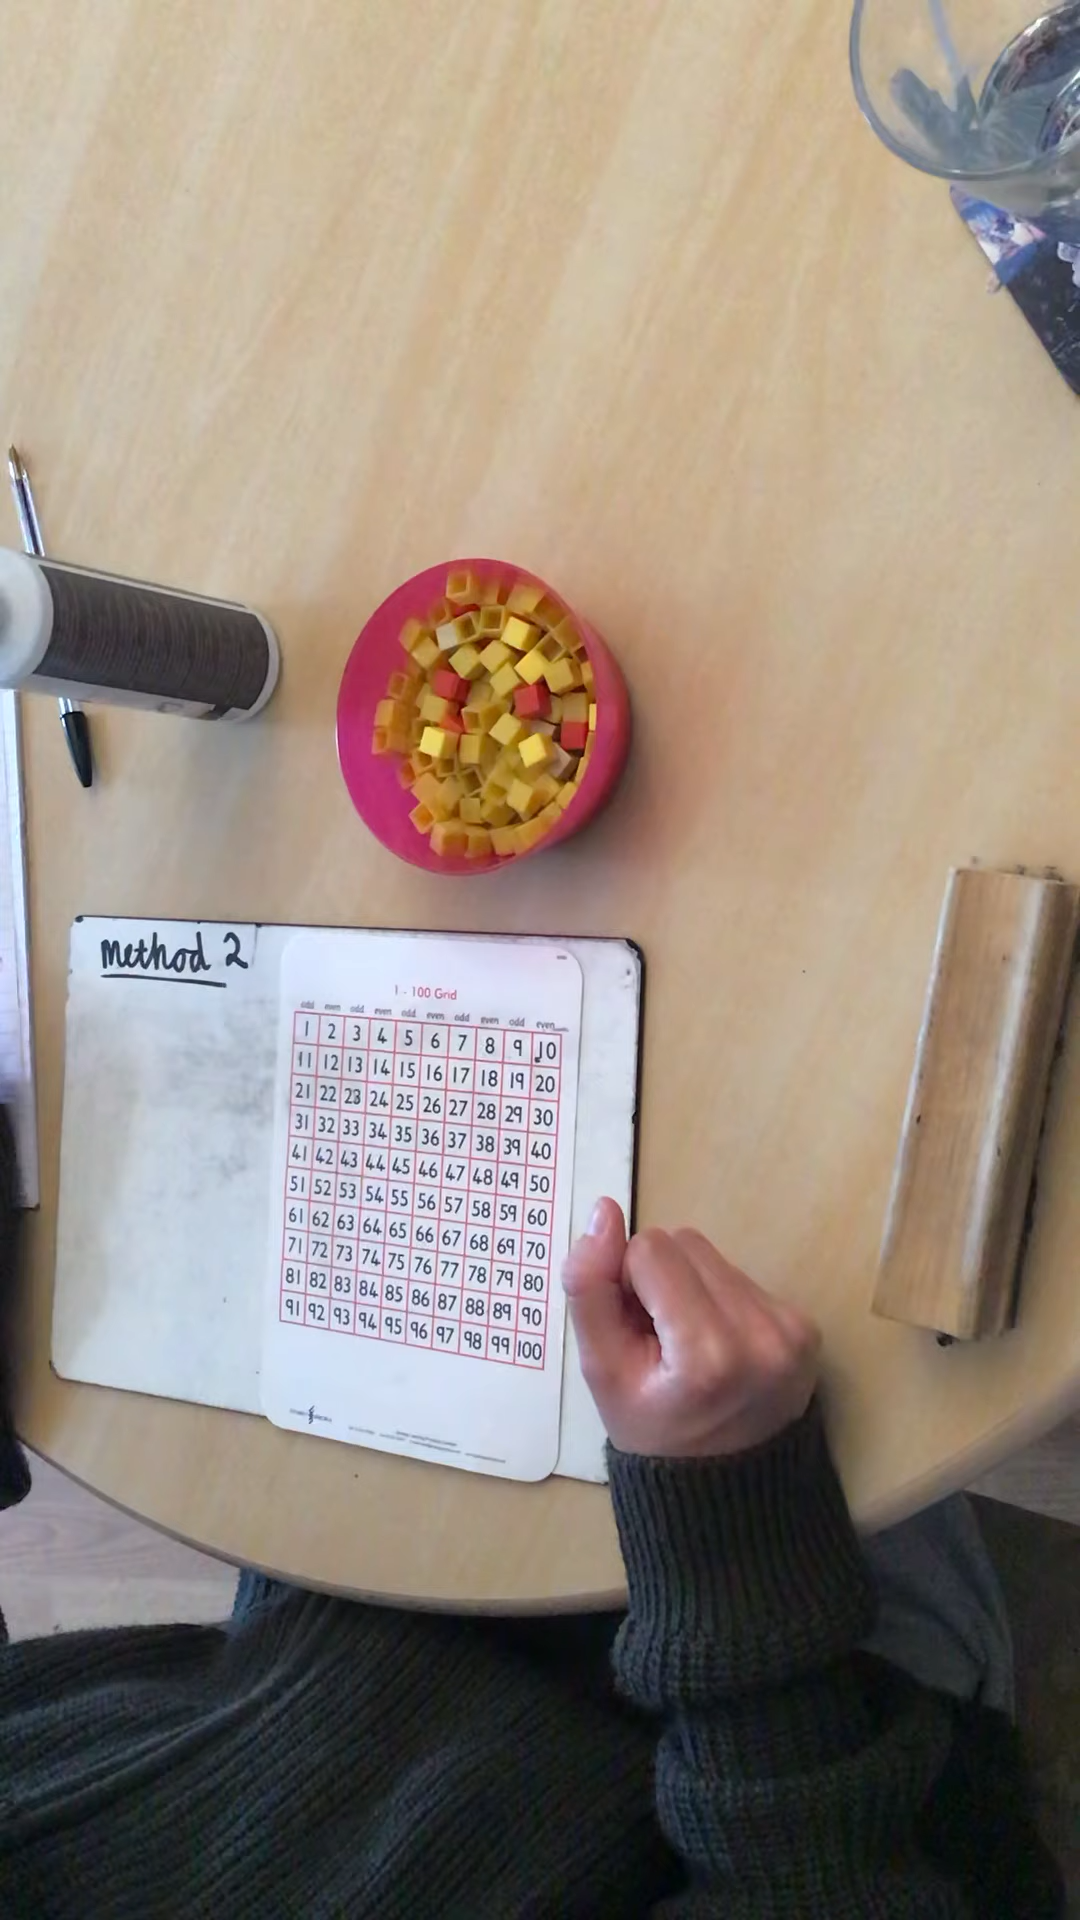 Method 2
1 - 100 Grid
odd even odd even odd even odd even odd even
1 2 3 4 5 6 7 8 9 10
11 12 13 14 15 16 17 18 19 20
21 22 23 24 25 26 27 28 29 30
31 32 33 34 35 36 37 38 39 40
41 42 43 44 45 46 47 48 49 50
51 52 53 54 55 56 57 58 59 60
61 62 63 64 65 66 67 68 69 70
71 72 73 74 75 76 77 78 79 80
81 82 83 84 85 86 87 88 89 90
91 92 93 94 95 96 97 98 99 100